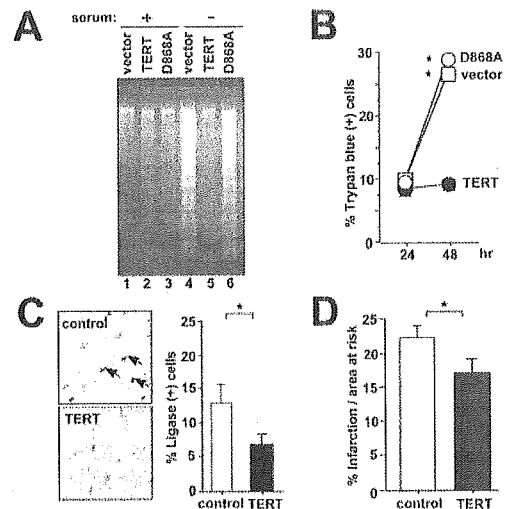 A
serum: + −
vector TERT D868A vector TERT D868A
1 2 3 4 5 6
B
% Trypan blue (+) cells
30
20
10
0
* D868A
* vector
TERT
24 48 hr
C
control
TERT
% Ligase (+) cells
25
20
15
10
5
0
*
control TERT
D
% Infarction / area at risk
25
20
15
10
5
0
*
control TERT